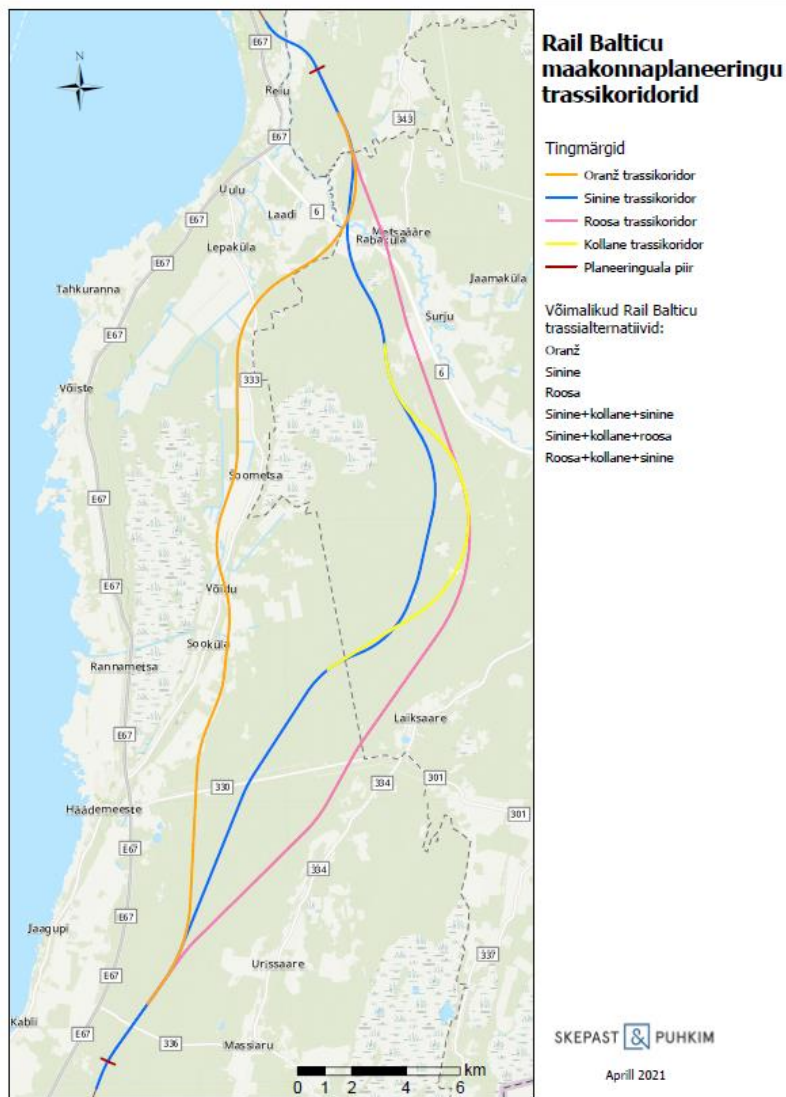 Rail Balticu
maakonnaplaneeringu
trassikoridorid
Tingmärgid
Oranž trassikoridor
Sinine trassikoridor
Roosa trassikoridor
Kollane trassikoridor
Planeeringuala piir
Võimalikud Rail Balticu
trassialternatiivid:
Oranž
Sinine
Roosa
Sinine+kollane+sinine
Sinine+kollane+roosa
Roosa+kollane+sinine
N
E67
E67
Reiu
343
E67
Uulu
Laadi
6
E67
Lepaküla
Metsaääre
Rabaküla
E67
Jaamaküla
Tahkuranna
Surju
6
333
Võiste
E67
Soometsa
E67
Võidu
Sooküla
Rannametsa
Laiksaare
E67
330
334
301
Häädemeeste
301
E67
334
E67
Jaagupi
337
Urissaare
E67
Kabli
E67
336
Massiaru
km
0 1 2 4 6
SKEPAST & PUHKIM
Aprill 2021